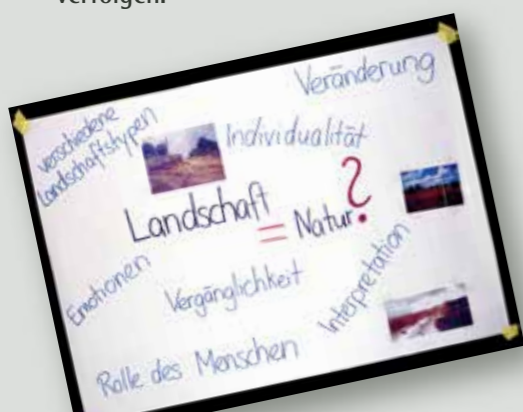 verfolgen.
Veränderung
verschiedene
Landschaftstypen
Individualität
Landschaft
= Natur?
Emotionen
Vergänglichkeit
Interpretation
Rolle des Menschen